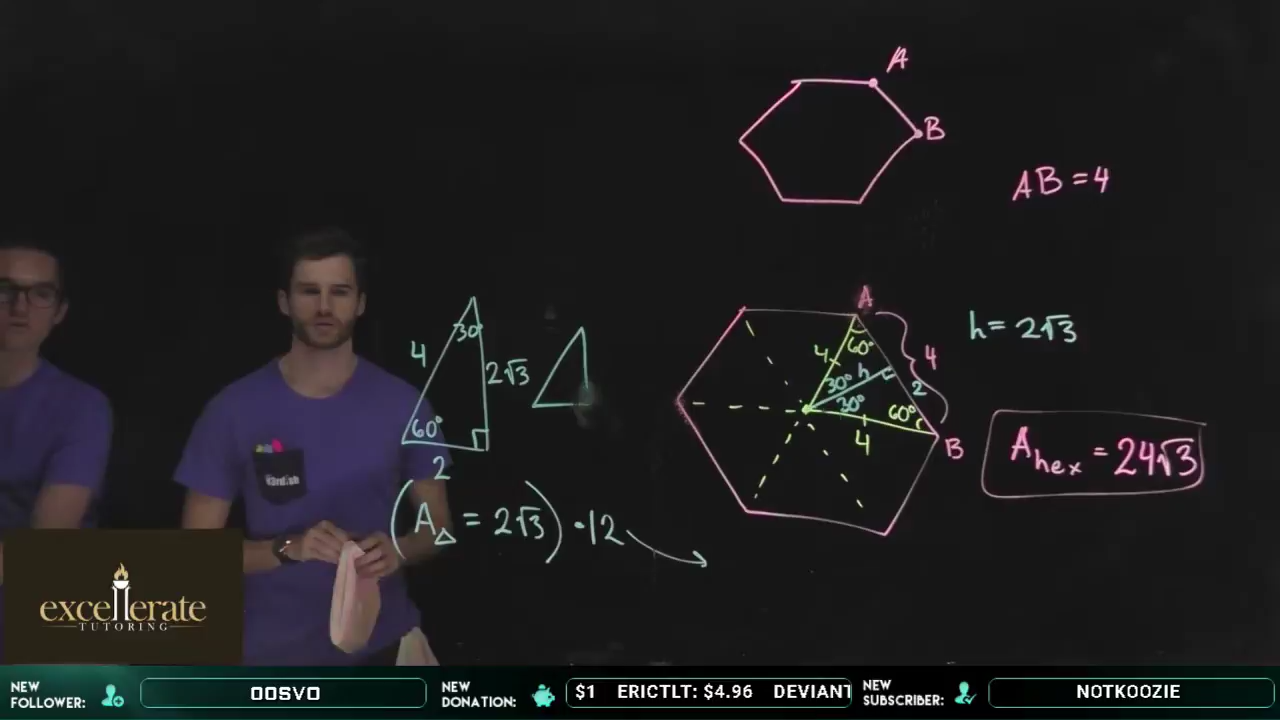 A
B
AB = 4
A
4
30
2√3
60°
2
4
60°
30°
h
30°
60°
4
2
4
B
h = 2√3
A hex = 24√3
(A△ = 2√3) · 12
excellerate
TUTORING
NEW FOLLOWER:
OOSVO
NEW DONATION:
$1 ERICTLT: $4.96 DEVIANT
NEW SUBSCRIBER:
NOTKOOZIE